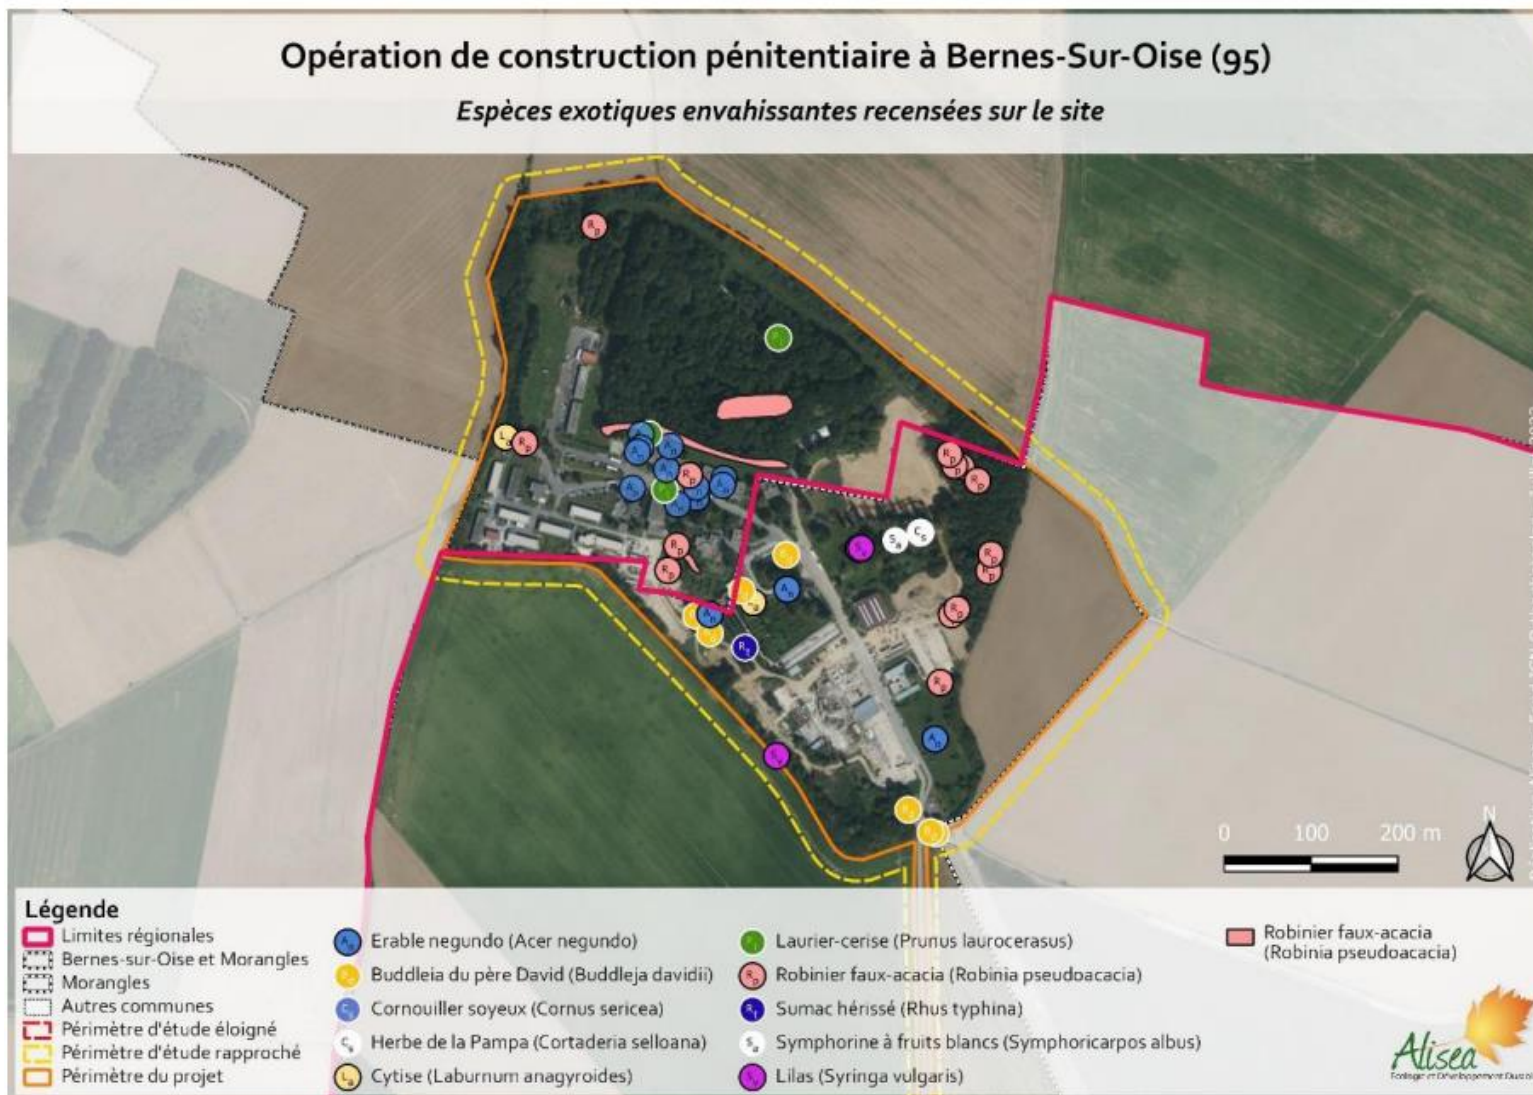 Opération de construction pénitentiaire à Bernes-Sur-Oise (95)
Espèces exotiques envahissantes recensées sur le site
N
0 100 200 m
Légende
Limites régionales
Bernes-sur-Oise et Morangles
Morangles
Autres communes
Périmètre d'étude éloigné
Périmètre d'étude rapproché
Périmètre du projet
Erable negundo (Acer negundo)
Buddleia du père David (Buddleja davidii)
Cornouiller soyeux (Cornus sericea)
Herbe de la Pampa (Cortaderia selloana)
Cytise (Laburnum anagyroides)
Laurier-cerise (Prunus laurocerasus)
Robinier faux-acacia (Robinia pseudoacacia)
Sumac hérissé (Rhus typhina)
Symphorine à fruits blancs (Symphoricarpos albus)
Lilas (Syringa vulgaris)
Robinier faux-acacia
(Robinia pseudoacacia)
Alisea
Ecologie et Développement Durable